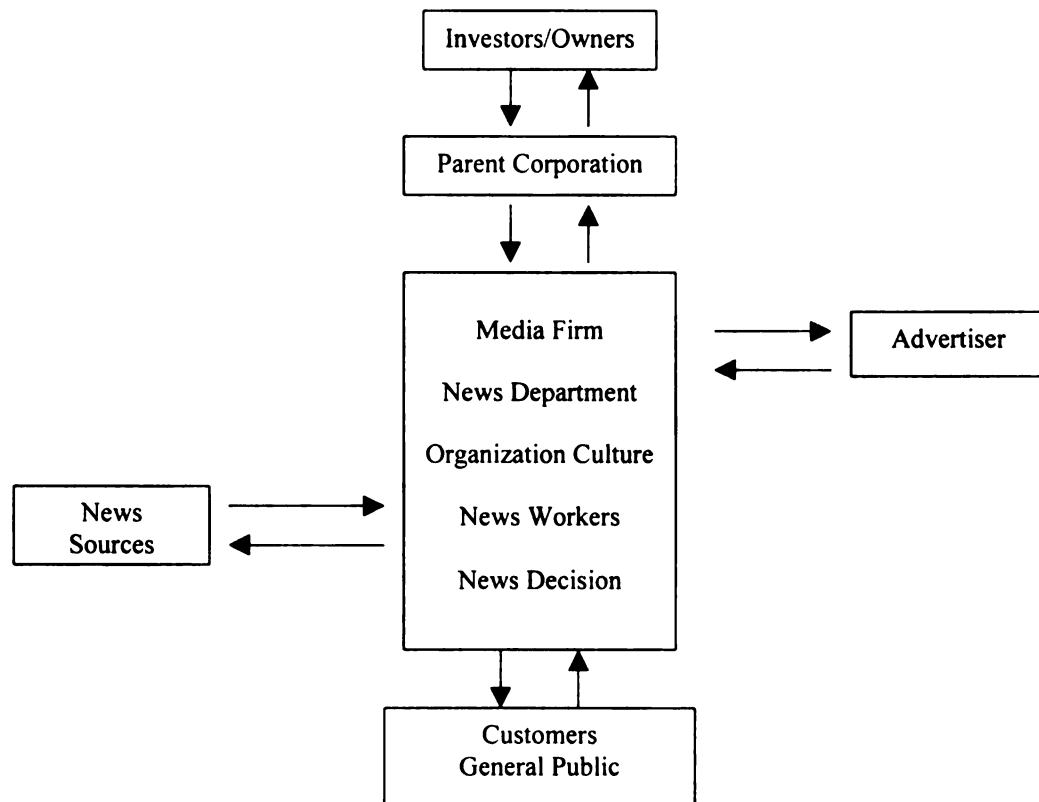 Investors/Owners
Parent Corporation
Media Firm
Advertiser
News Department
Organization Culture
News
Sources
News Workers
News Decision
Customers
General Public